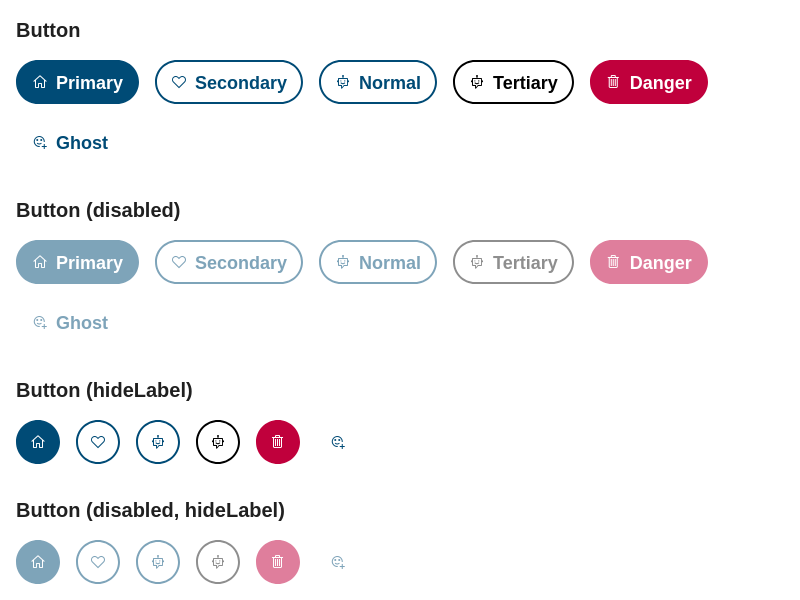 Button
Primary Secondary Normal Tertiary Danger
Ghost
Button (disabled)
Primary Secondary Normal Tertiary Danger
Ghost
Button (hideLabel)
Button (disabled, hideLabel)